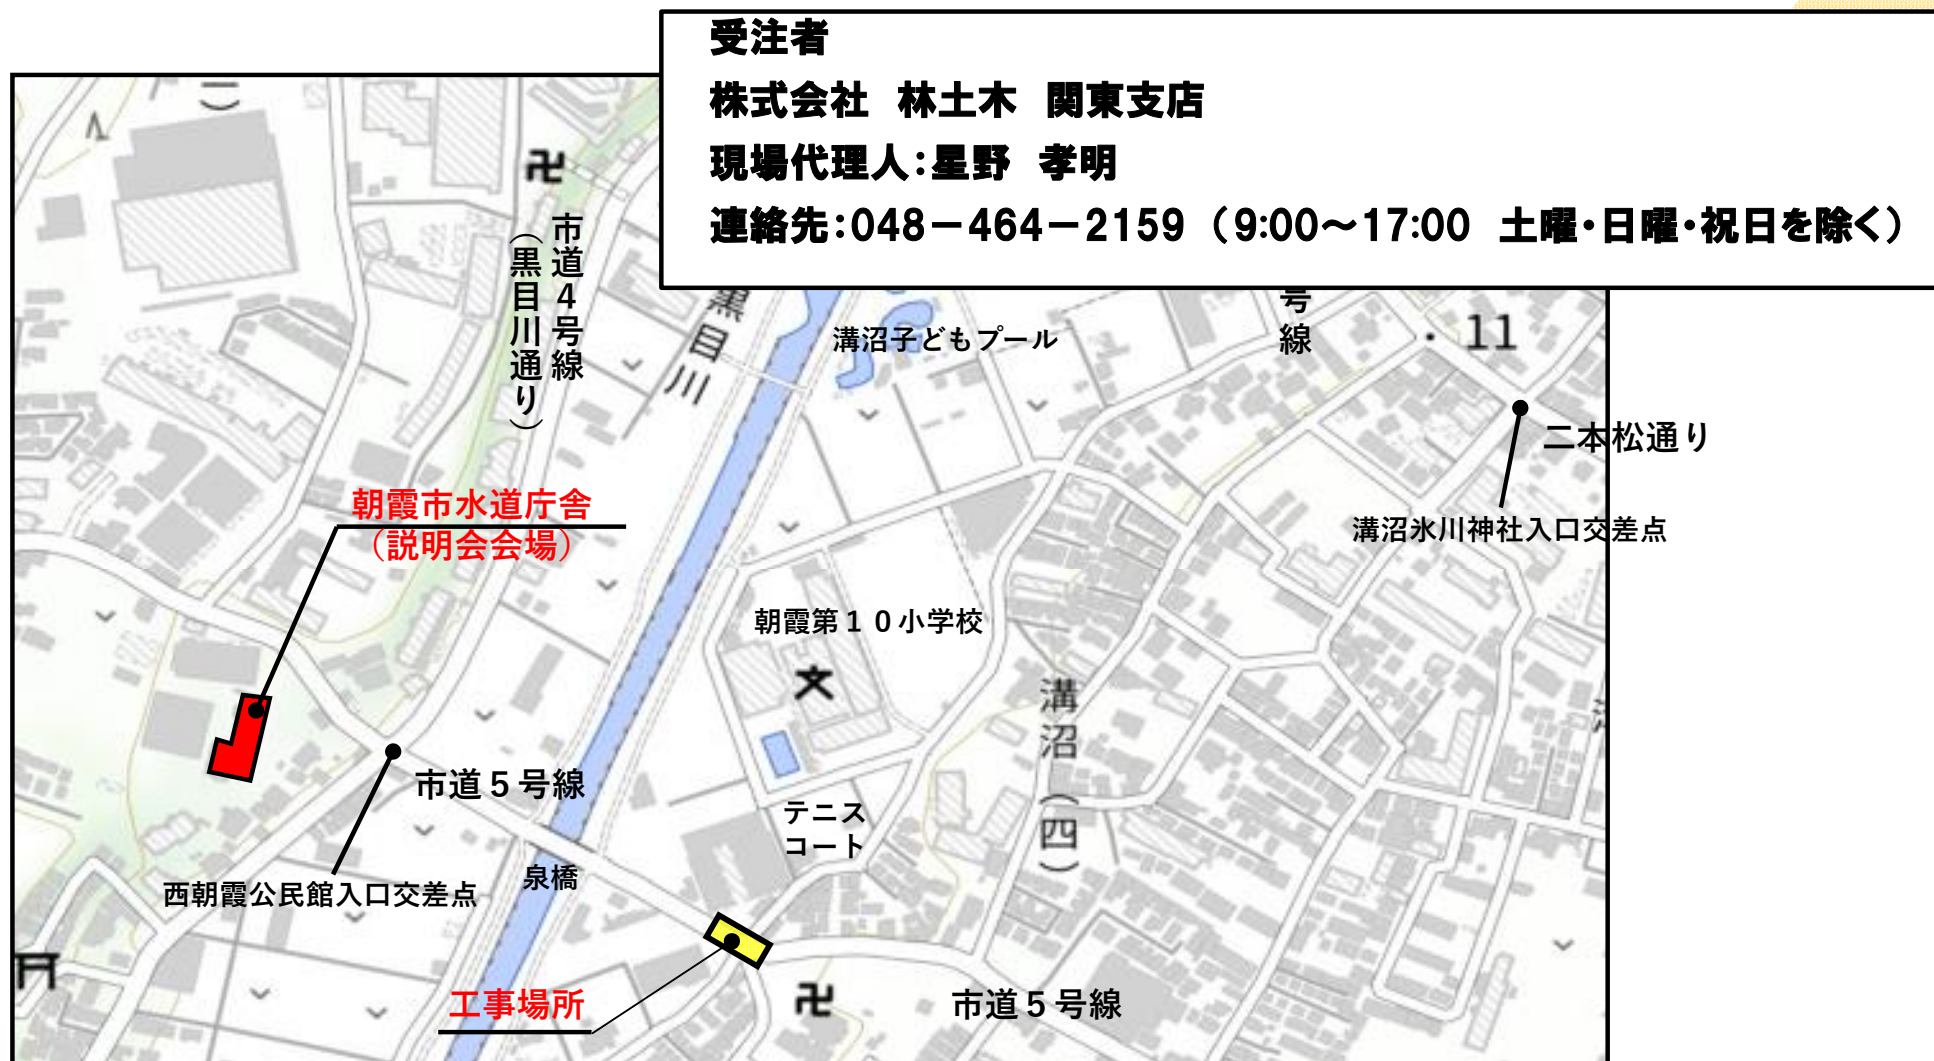 受注者
株式会社 林土木 関東支店
現場代理人：星野 孝明
連絡先：048－464－2159（9:00～17:00 土曜・日曜・祝日を除く）
市道４号線
（黒目川通り）
黒目川
溝沼子どもプール
号線
11
二本松通り
溝沼氷川神社入口交差点
朝霞市水道庁舎
（説明会会場）
朝霞第１０小学校
文
溝沼（四）
市道５号線
テニス
コート
泉橋
西朝霞公民館入口交差点
工事場所
市道５号線